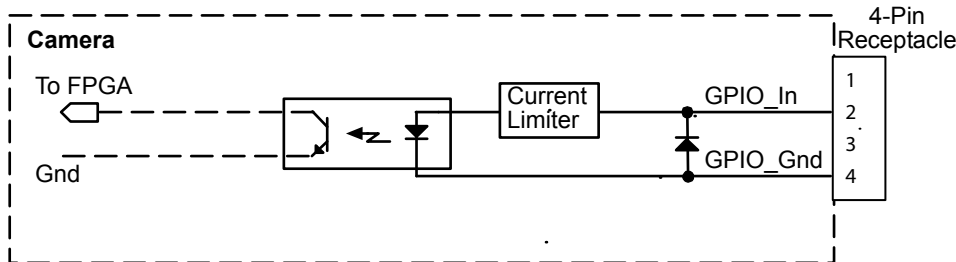 4-Pin
Receptacle
Camera
To FPGA
Current
Limiter
GPIO_In
1
2
3
GPIO_Gnd
4
Gnd